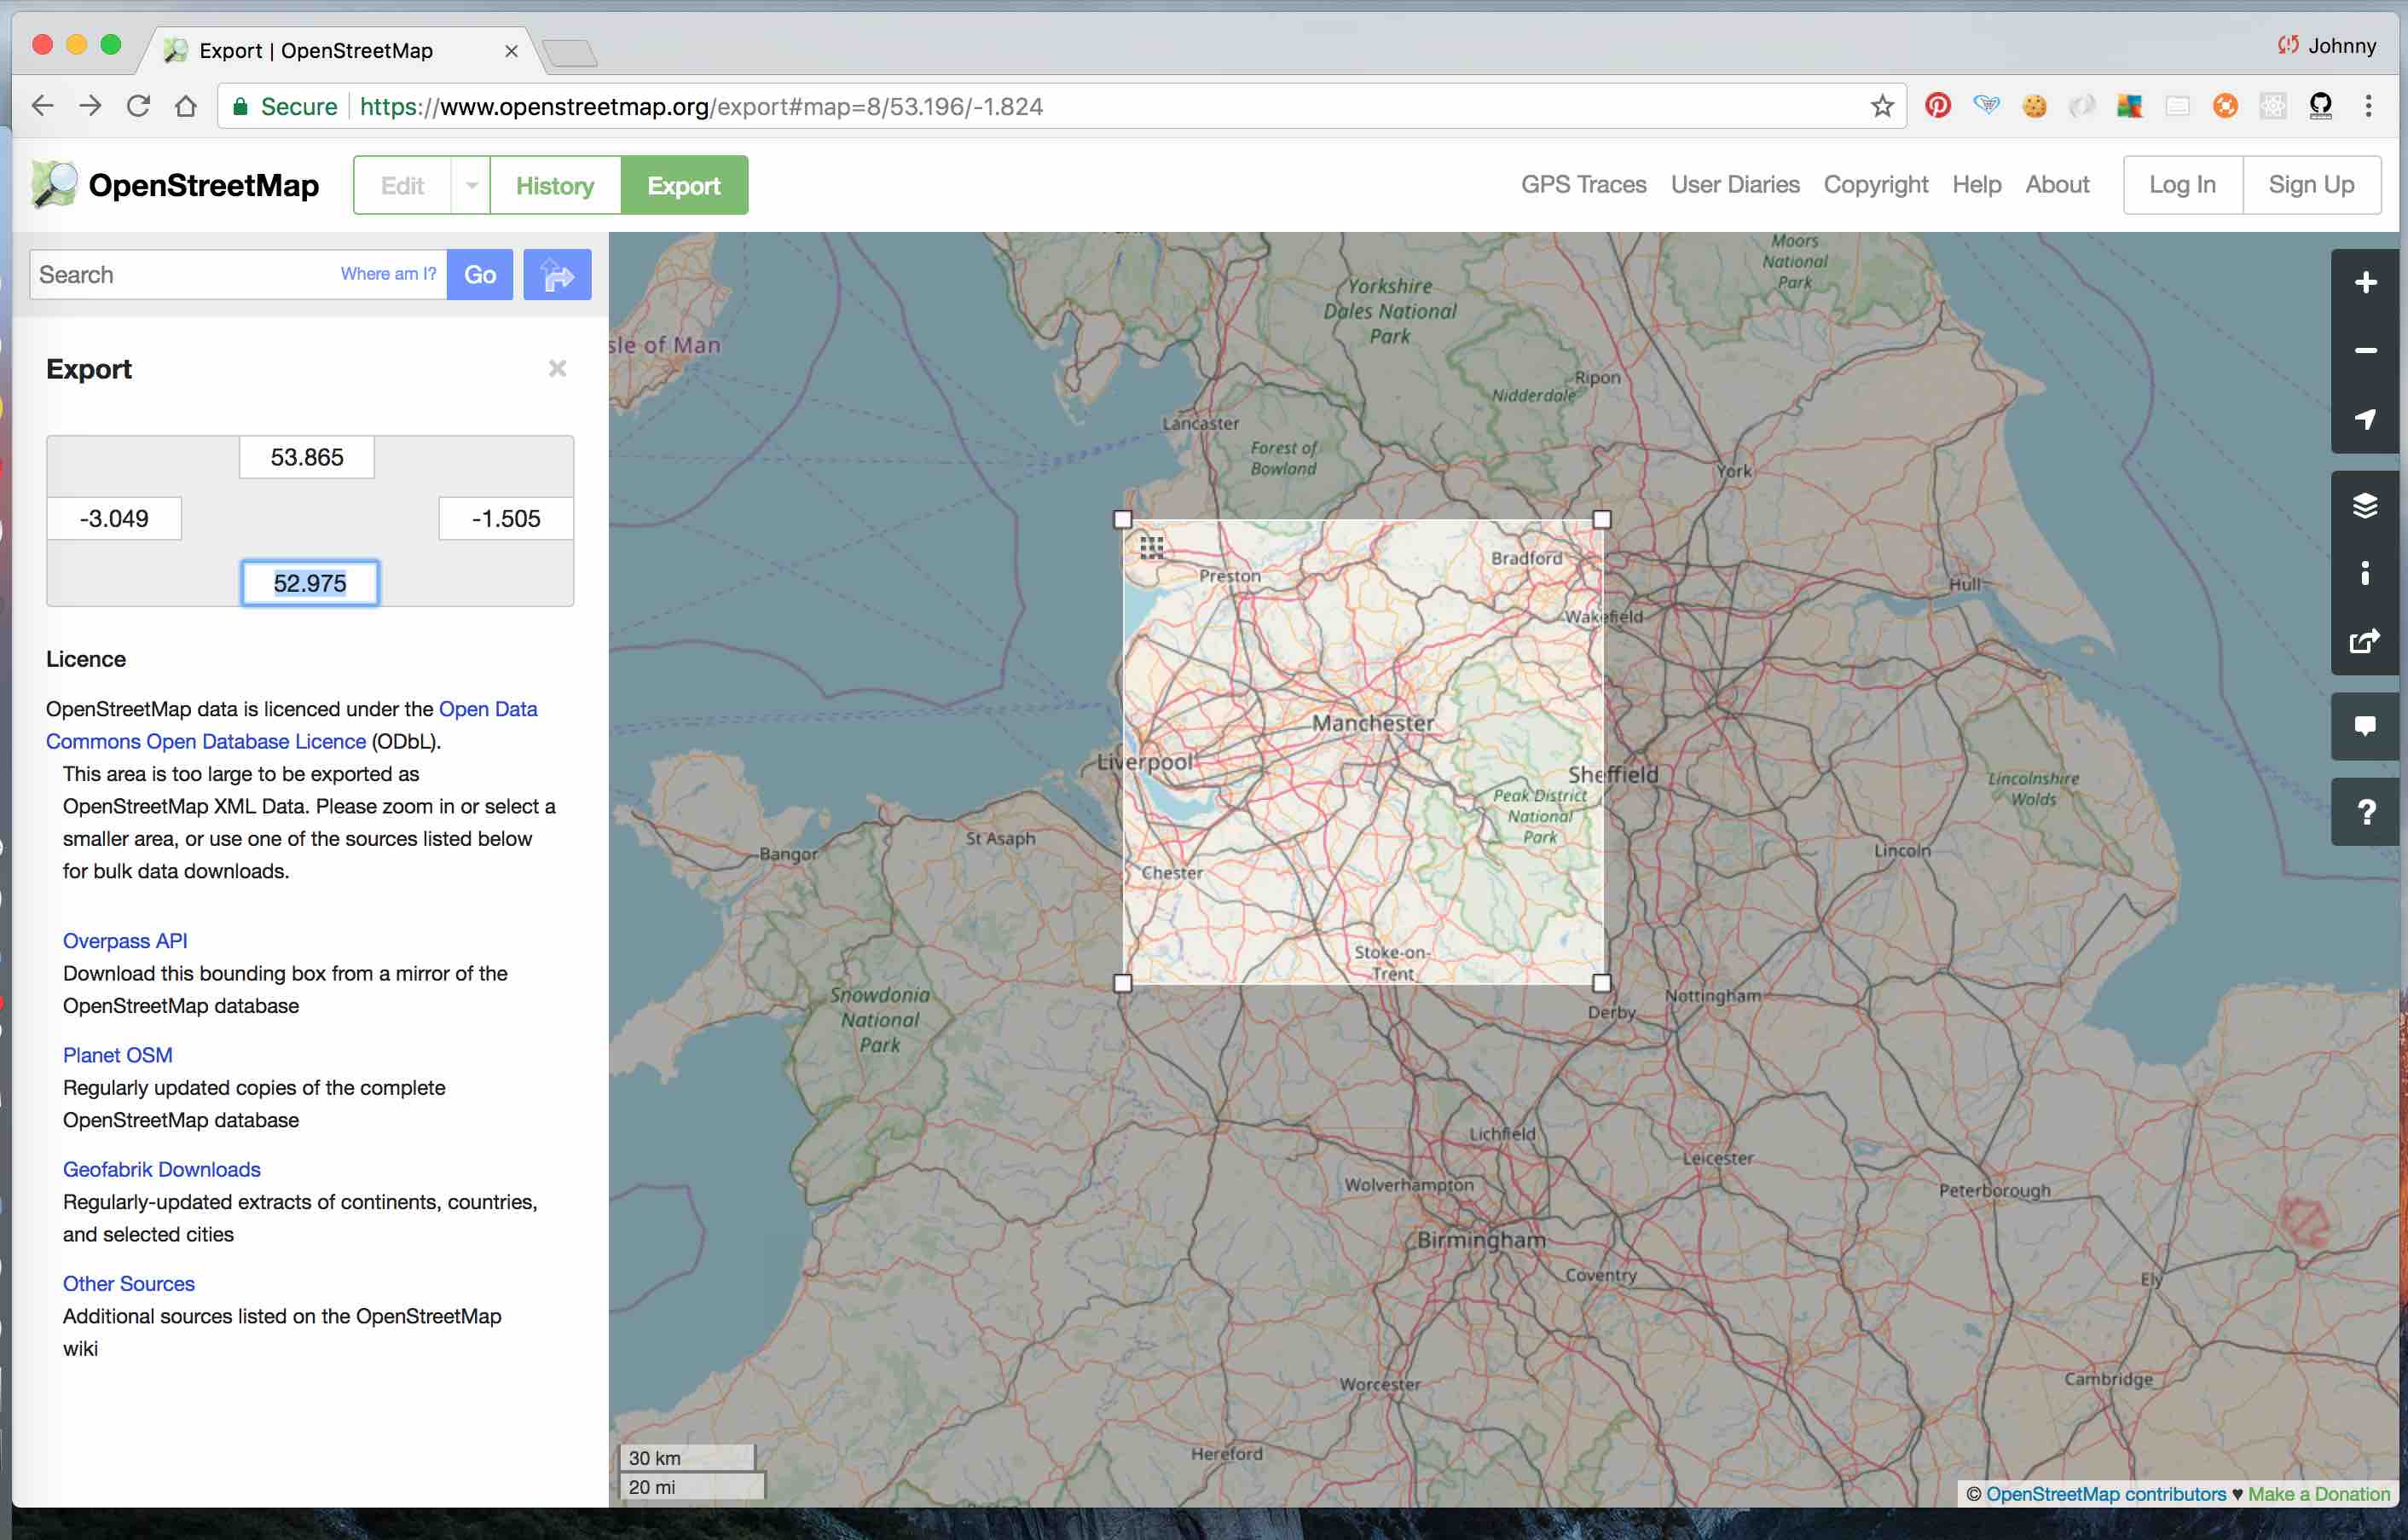 Export | OpenStreetMap
Johnny
Secure
https://www.openstreetmap.org/export#map=8/53.196/-1.824
OpenStreetMap
Edit
History
Export
GPS Traces
User Diaries
Copyright
Help
About
Log In
Sign Up
Search
Where am I?
Go
Export
53.865
-3.049
-1.505
52.975
Licence
OpenStreetMap data is licenced under the Open Data
Commons Open Database Licence (ODbL).
This area is too large to be exported as
OpenStreetMap XML Data. Please zoom in or select a
smaller area, or use one of the sources listed below
for bulk data downloads.
Overpass API
Download this bounding box from a mirror of the
OpenStreetMap database
Planet OSM
Regularly updated copies of the complete
OpenStreetMap database
Geofabrik Downloads
Regularly-updated extracts of continents, countries,
and selected cities
Other Sources
Additional sources listed on the OpenStreetMap
wiki
Moors
National
Park
Yorkshire
Dales National
Park
sle of Man
Ripon
Nidderdale
Lancaster
Forest of
Bowland
York
Bradford
Preston
Hull
Wakefield
Manchester
Liverpool
Sheffield
Peak District
National
Park
Lincolnshire
Wolds
St Asaph
Bangor
Lincoln
Chester
Stoke-on-
Trent
Snowdonia
National
Park
Nottingham
Derby
Lichfield
Leicester
Wolverhampton
Peterborough
Birmingham
Coventry
Ely
Worcester
Cambridge
Hereford
30 km
20 mi
© OpenStreetMap contributors ♥ Make a Donation